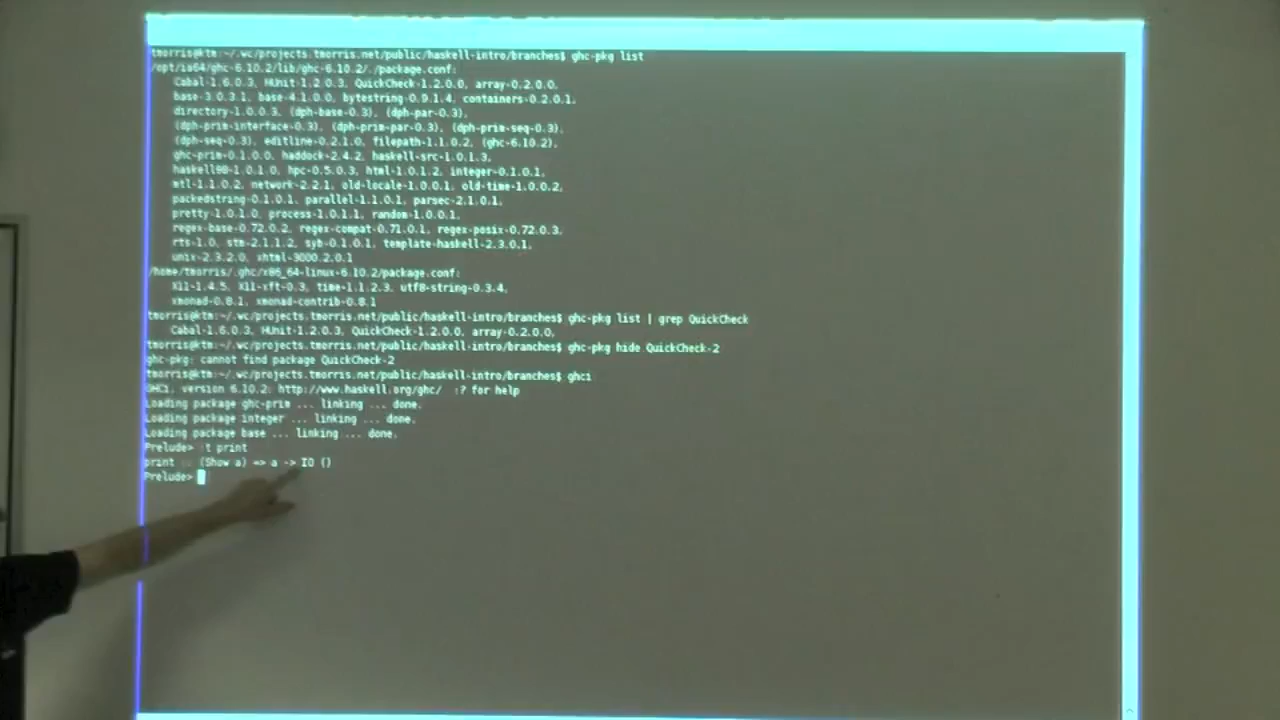 tmorris@ktm:~/.wc/projects.tmorris.net/public/haskell-intro/branches$ ghc-pkg list
/opt/ia64/ghc-6.10.2/lib/ghc-6.10.2/./package.conf:
Cabal-1.6.0.3, HUnit-1.2.0.3, QuickCheck-1.2.0.0, array-0.2.0.0,
base-3.0.3.1, base-4.1.0.0, bytestring-0.9.1.4, containers-0.2.0.1,
directory-1.0.0.3, (dph-base-0.3), (dph-par-0.3),
(dph-prim-interface-0.3), (dph-prim-par-0.3), (dph-prim-seq-0.3),
(dph-seq-0.3), editline-0.2.1.0, filepath-1.1.0.2, (ghc-6.10.2),
ghc-prim-0.1.0.0, haddock-2.4.2, haskell-src-1.0.1.3,
haskell98-1.0.1.0, hpc-0.5.0.3, html-1.0.1.2, integer-0.1.0.1,
mtl-1.1.0.2, network-2.2.1, old-locale-1.0.0.1, old-time-1.0.0.2,
packedstring-0.1.0.1, parallel-1.1.0.1, parsec-2.1.0.1,
pretty-1.0.1.0, process-1.0.1.1, random-1.0.0.1,
regex-base-0.72.0.2, regex-compat-0.71.0.1, regex-posix-0.72.0.3,
rts-1.0, stm-2.1.1.2, syb-0.1.0.1, template-haskell-2.3.0.1,
unix-2.3.2.0, xhtml-3000.2.0.1
/home/tmorris/.ghc/x86_64-linux-6.10.2/package.conf:
X11-1.4.5, X11-xft-0.3, time-1.1.2.3, utf8-string-0.3.4,
xmonad-0.8.1, xmonad-contrib-0.8.1
tmorris@ktm:~/.wc/projects.tmorris.net/public/haskell-intro/branches$ ghc-pkg list | grep QuickCheck
Cabal-1.6.0.3, HUnit-1.2.0.3, QuickCheck-1.2.0.0, array-0.2.0.0,
tmorris@ktm:~/.wc/projects.tmorris.net/public/haskell-intro/branches$ ghc-pkg hide QuickCheck-2
ghc-pkg: cannot find package QuickCheck-2
tmorris@ktm:~/.wc/projects.tmorris.net/public/haskell-intro/branches$ ghci
GHCi, version 6.10.2: http://www.haskell.org/ghc/  :? for help
Loading package ghc-prim ... linking ... done.
Loading package integer ... linking ... done.
Loading package base ... linking ... done.
Prelude> :t print
print :: (Show a) => a -> IO ()
Prelude>